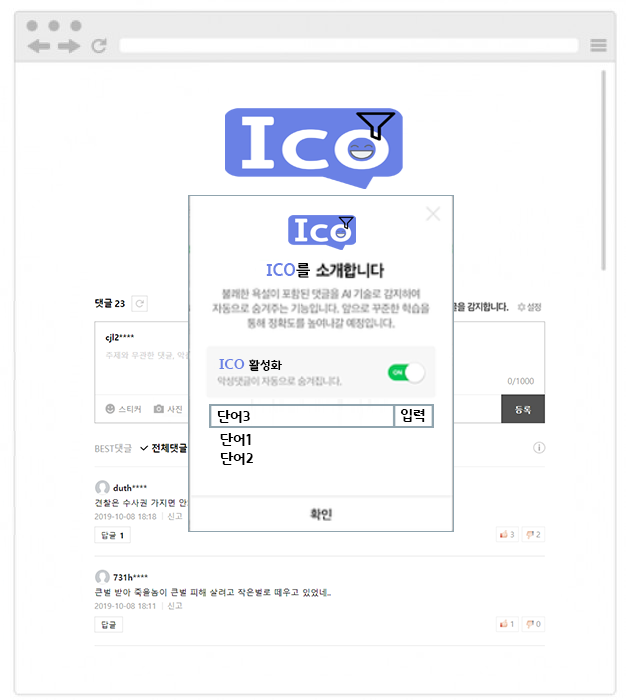 Ico
Ico
ICO를 소개합니다
불쾌한 욕설이 포함된 댓글을 AI 기술로 감지하여
자동으로 숨겨주는 기능입니다. 앞으로 꾸준한 학습을
통해 정확도를 높여나갈 예정입니다.
댓글 23
글을 감지합니다. 설정
cjl2****
주제와 무관한 댓글, 악
ICO 활성화
악성댓글이 자동으로 숨겨집니다.
ON
0/1000
스티커 사진
등록
단어3 입력
단어1
단어2
BEST댓글 전체댓글
확인
duth****
견찰은 수사권 가지면 안
2019-10-08 18:18 신고
답글 1
3 2
731h****
큰벌 받아 죽을놈이 큰벌 피해 살려고 작은벌로 떼우고 있었네..
2019-10-08 18:11 신고
답글
1 0